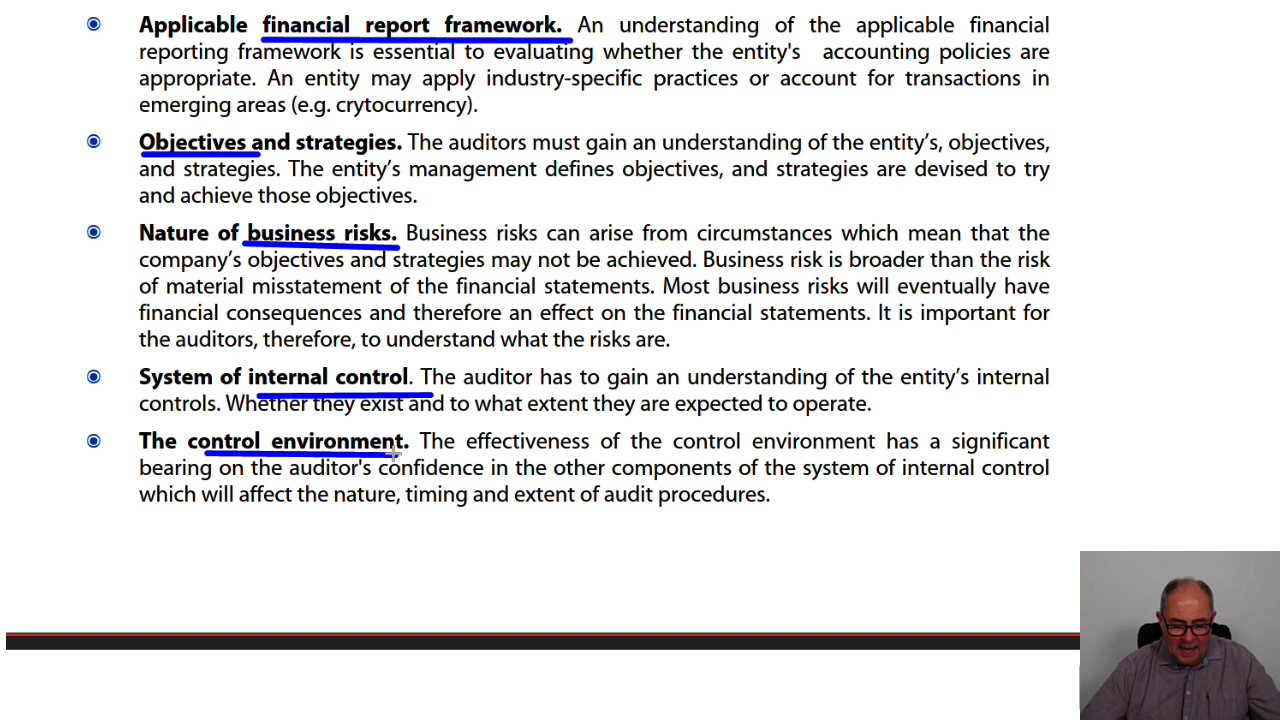 Applicable financial report framework. An understanding of the applicable financial
reporting framework is essential to evaluating whether the entity's accounting policies are
appropriate. An entity may apply industry-specific practices or account for transactions in
emerging areas (e.g. crytocurrency).
Objectives and strategies. The auditors must gain an understanding of the entity’s, objectives,
and strategies. The entity’s management defines objectives, and strategies are devised to try
and achieve those objectives.
Nature of business risks. Business risks can arise from circumstances which mean that the
company’s objectives and strategies may not be achieved. Business risk is broader than the risk
of material misstatement of the financial statements. Most business risks will eventually have
financial consequences and therefore an effect on the financial statements. It is important for
the auditors, therefore, to understand what the risks are.
System of internal control. The auditor has to gain an understanding of the entity’s internal
controls. Whether they exist and to what extent they are expected to operate.
The control environment. The effectiveness of the control environment has a significant
bearing on the auditor's confidence in the other components of the system of internal control
which will affect the nature, timing and extent of audit procedures.